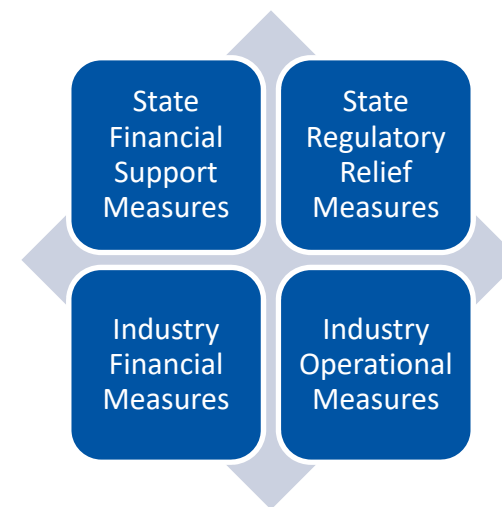 State
Financial
Support
Measures
State
Regulatory
Relief
Measures
Industry
Financial
Measures
Industry
Operational
Measures